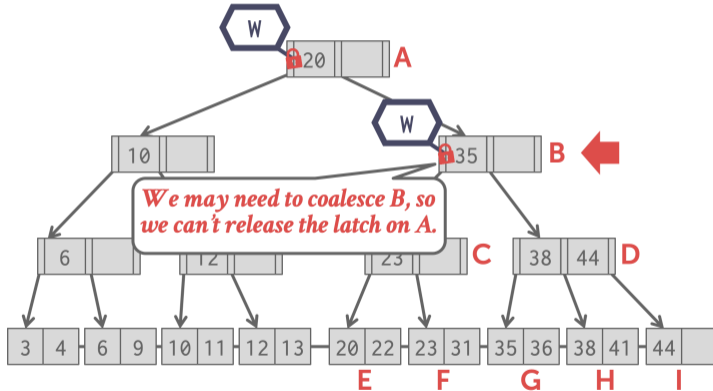 W
20 A
W
10 35 B
We may need to coalesce B, so
we can't release the latch on A.
6 12 23 C 38 44 D
3 4 6 9 10 11 12 13 20 22 23 31 35 36 38 41 44
E F G H I